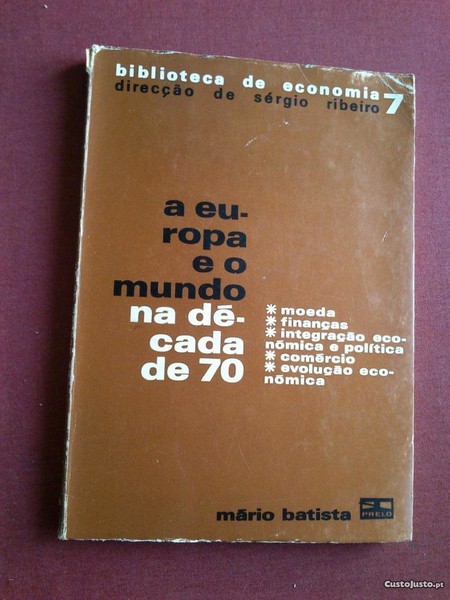 biblioteca de economia
direcção de sérgio ribeiro 7
a eu-
ropa
e o
mundo
na dé-
cada
de 70
* moeda
* finanças
* integração eco-
nómica e política
* comércio
* evolução eco-
nómica
mário batista
PRELO
CustoJusto.pt